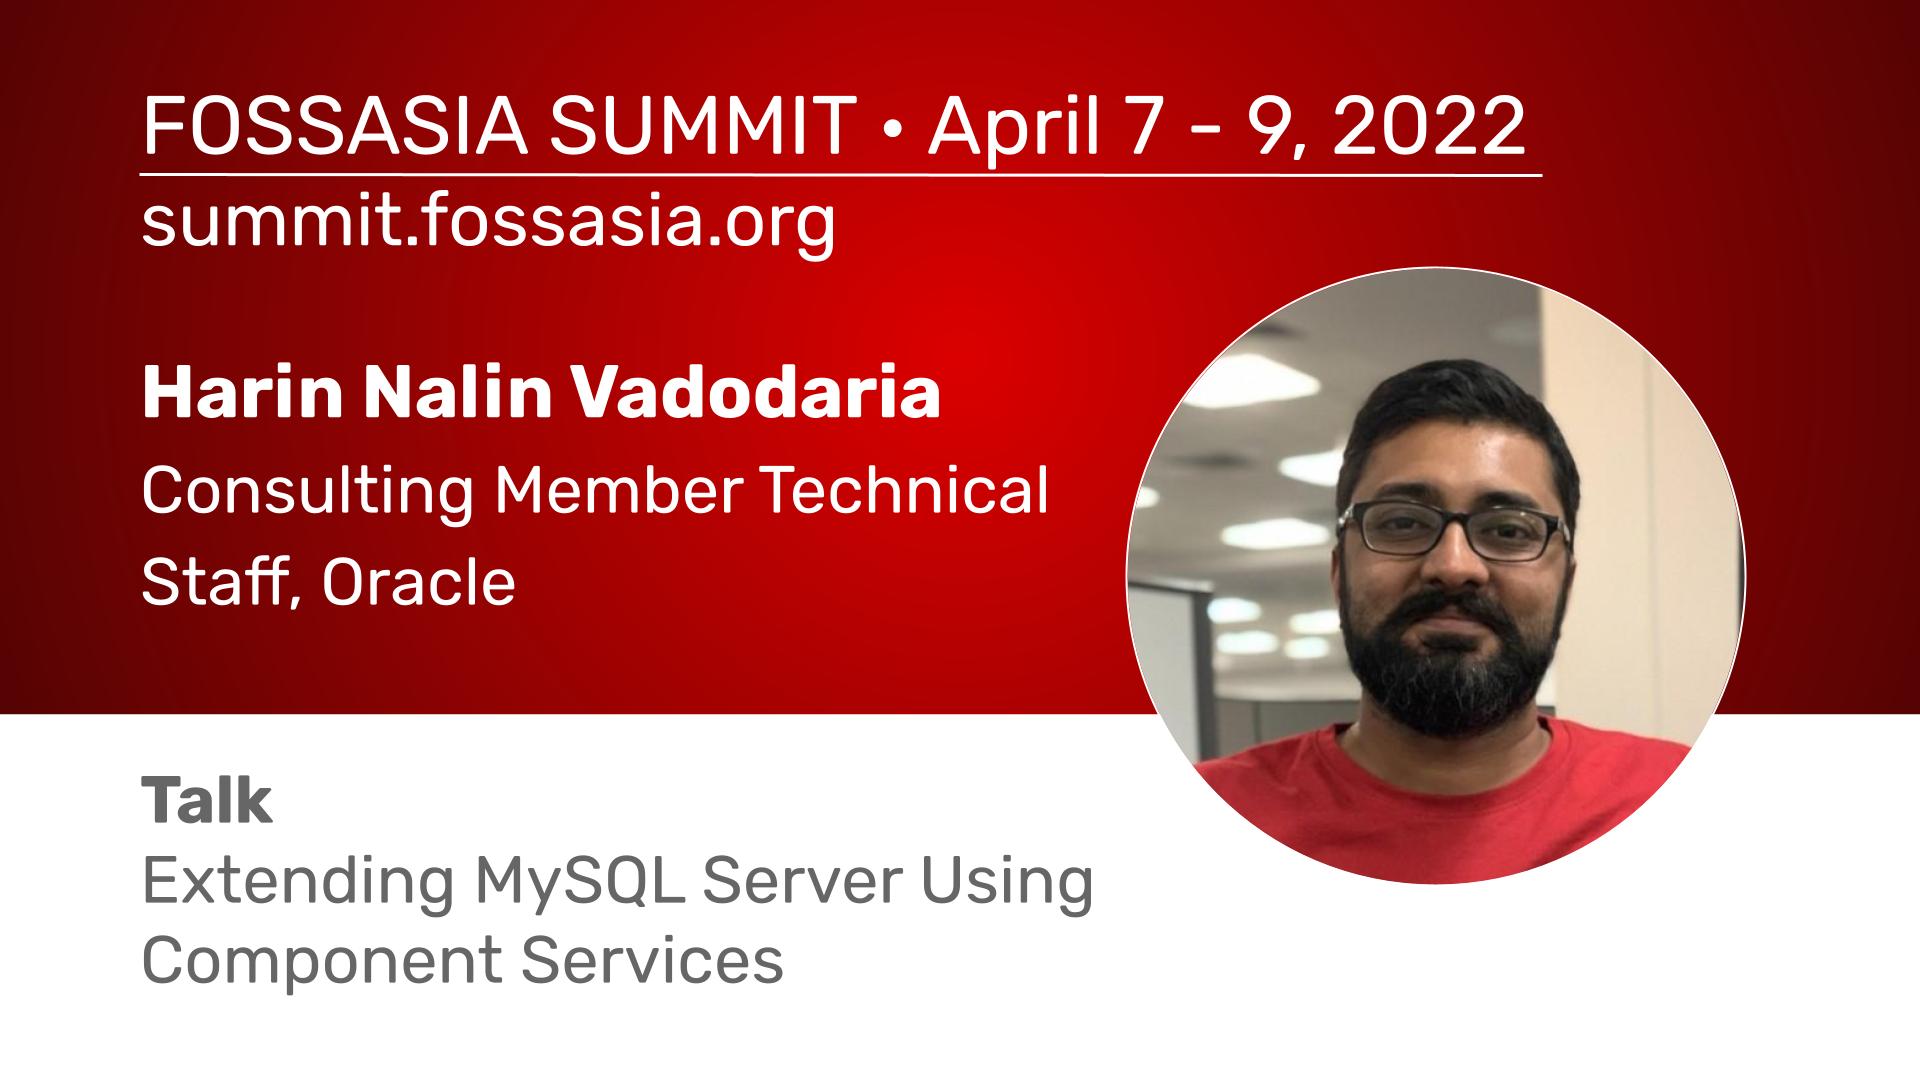 FOSSASIA SUMMIT • April 7 - 9, 2022
summit.fossasia.org
Harin Nalin Vadodaria
Consulting Member Technical
Staff, Oracle
Talk
Extending MySQL Server Using
Component Services